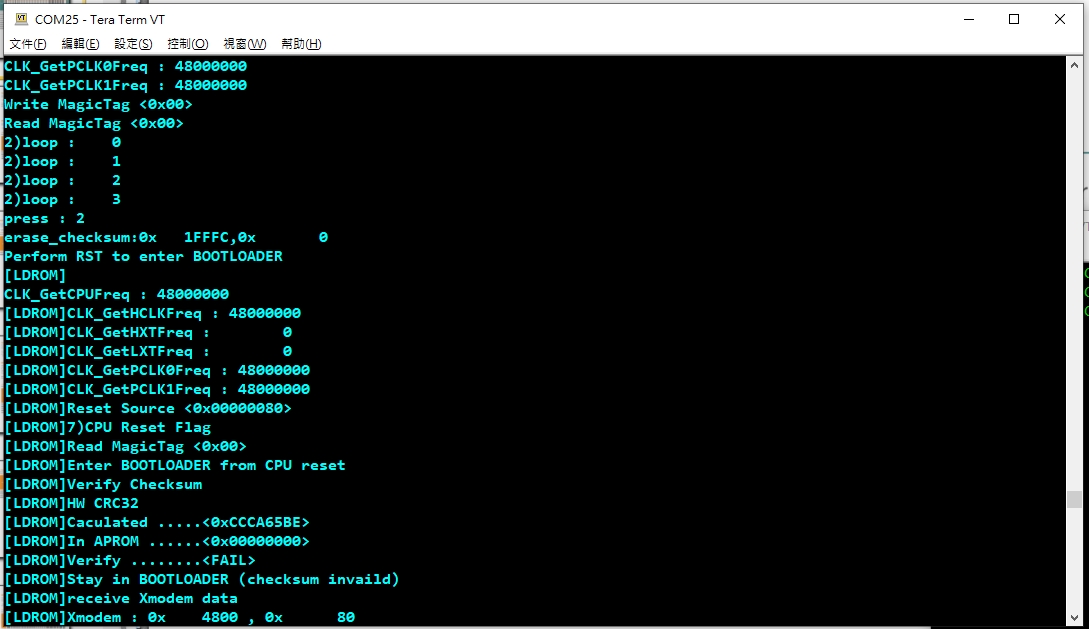 COM25 - Tera Term VT
文件(F) 編輯(E) 設定(S) 控制(O) 視窗(W) 幫助(H)
CLK_GetPCLK0Freq : 48000000
CLK_GetPCLK1Freq : 48000000
Write MagicTag <0x00>
Read MagicTag <0x00>
2)loop :    0
2)loop :    1
2)loop :    2
2)loop :    3
press : 2
erase_checksum:0x   1FFFC,0x       0
Perform RST to enter BOOTLOADER
[LDROM]
CLK_GetCPUFreq : 48000000
[LDROM]CLK_GetHCLKFreq : 48000000
[LDROM]CLK_GetHXTFreq :        0
[LDROM]CLK_GetLXTFreq :        0
[LDROM]CLK_GetPCLK0Freq : 48000000
[LDROM]CLK_GetPCLK1Freq : 48000000
[LDROM]Reset Source <0x00000080>
[LDROM]7)CPU Reset Flag
[LDROM]Read MagicTag <0x00>
[LDROM]Enter BOOTLOADER from CPU reset
[LDROM]Verify Checksum
[LDROM]HW CRC32
[LDROM]Caculated .....<0xCCCA65BE>
[LDROM]In APROM ......<0x00000000>
[LDROM]Verify ........<FAIL>
[LDROM]Stay in BOOTLOADER (checksum invaild)
[LDROM]receive Xmodem data
[LDROM]Xmodem : 0x    4800 , 0x      80